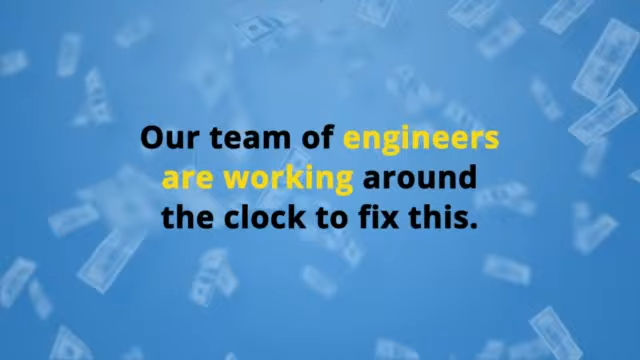 Our team of engineers
are working around
the clock to fix this.